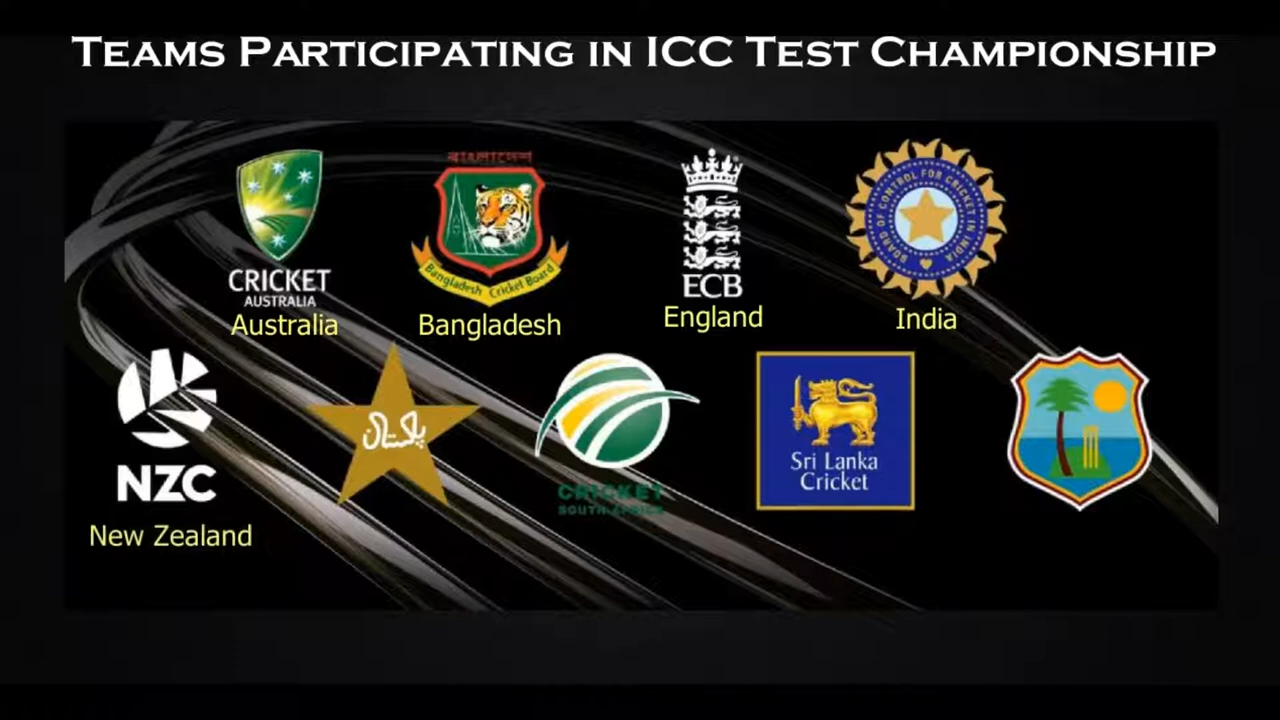 TEAMS PARTICIPATING IN ICC TEST CHAMPIONSHIP
CRICKET
AUSTRALIA
Australia
বাংলাদেশ
Bangladesh Cricket Board
Bangladesh
ECB
England
BOARD OF CONTROL FOR CRICKET IN INDIA
India
NZC
New Zealand
پاکستان
CRICKET
SOUTH AFRICA
Sri Lanka
Cricket